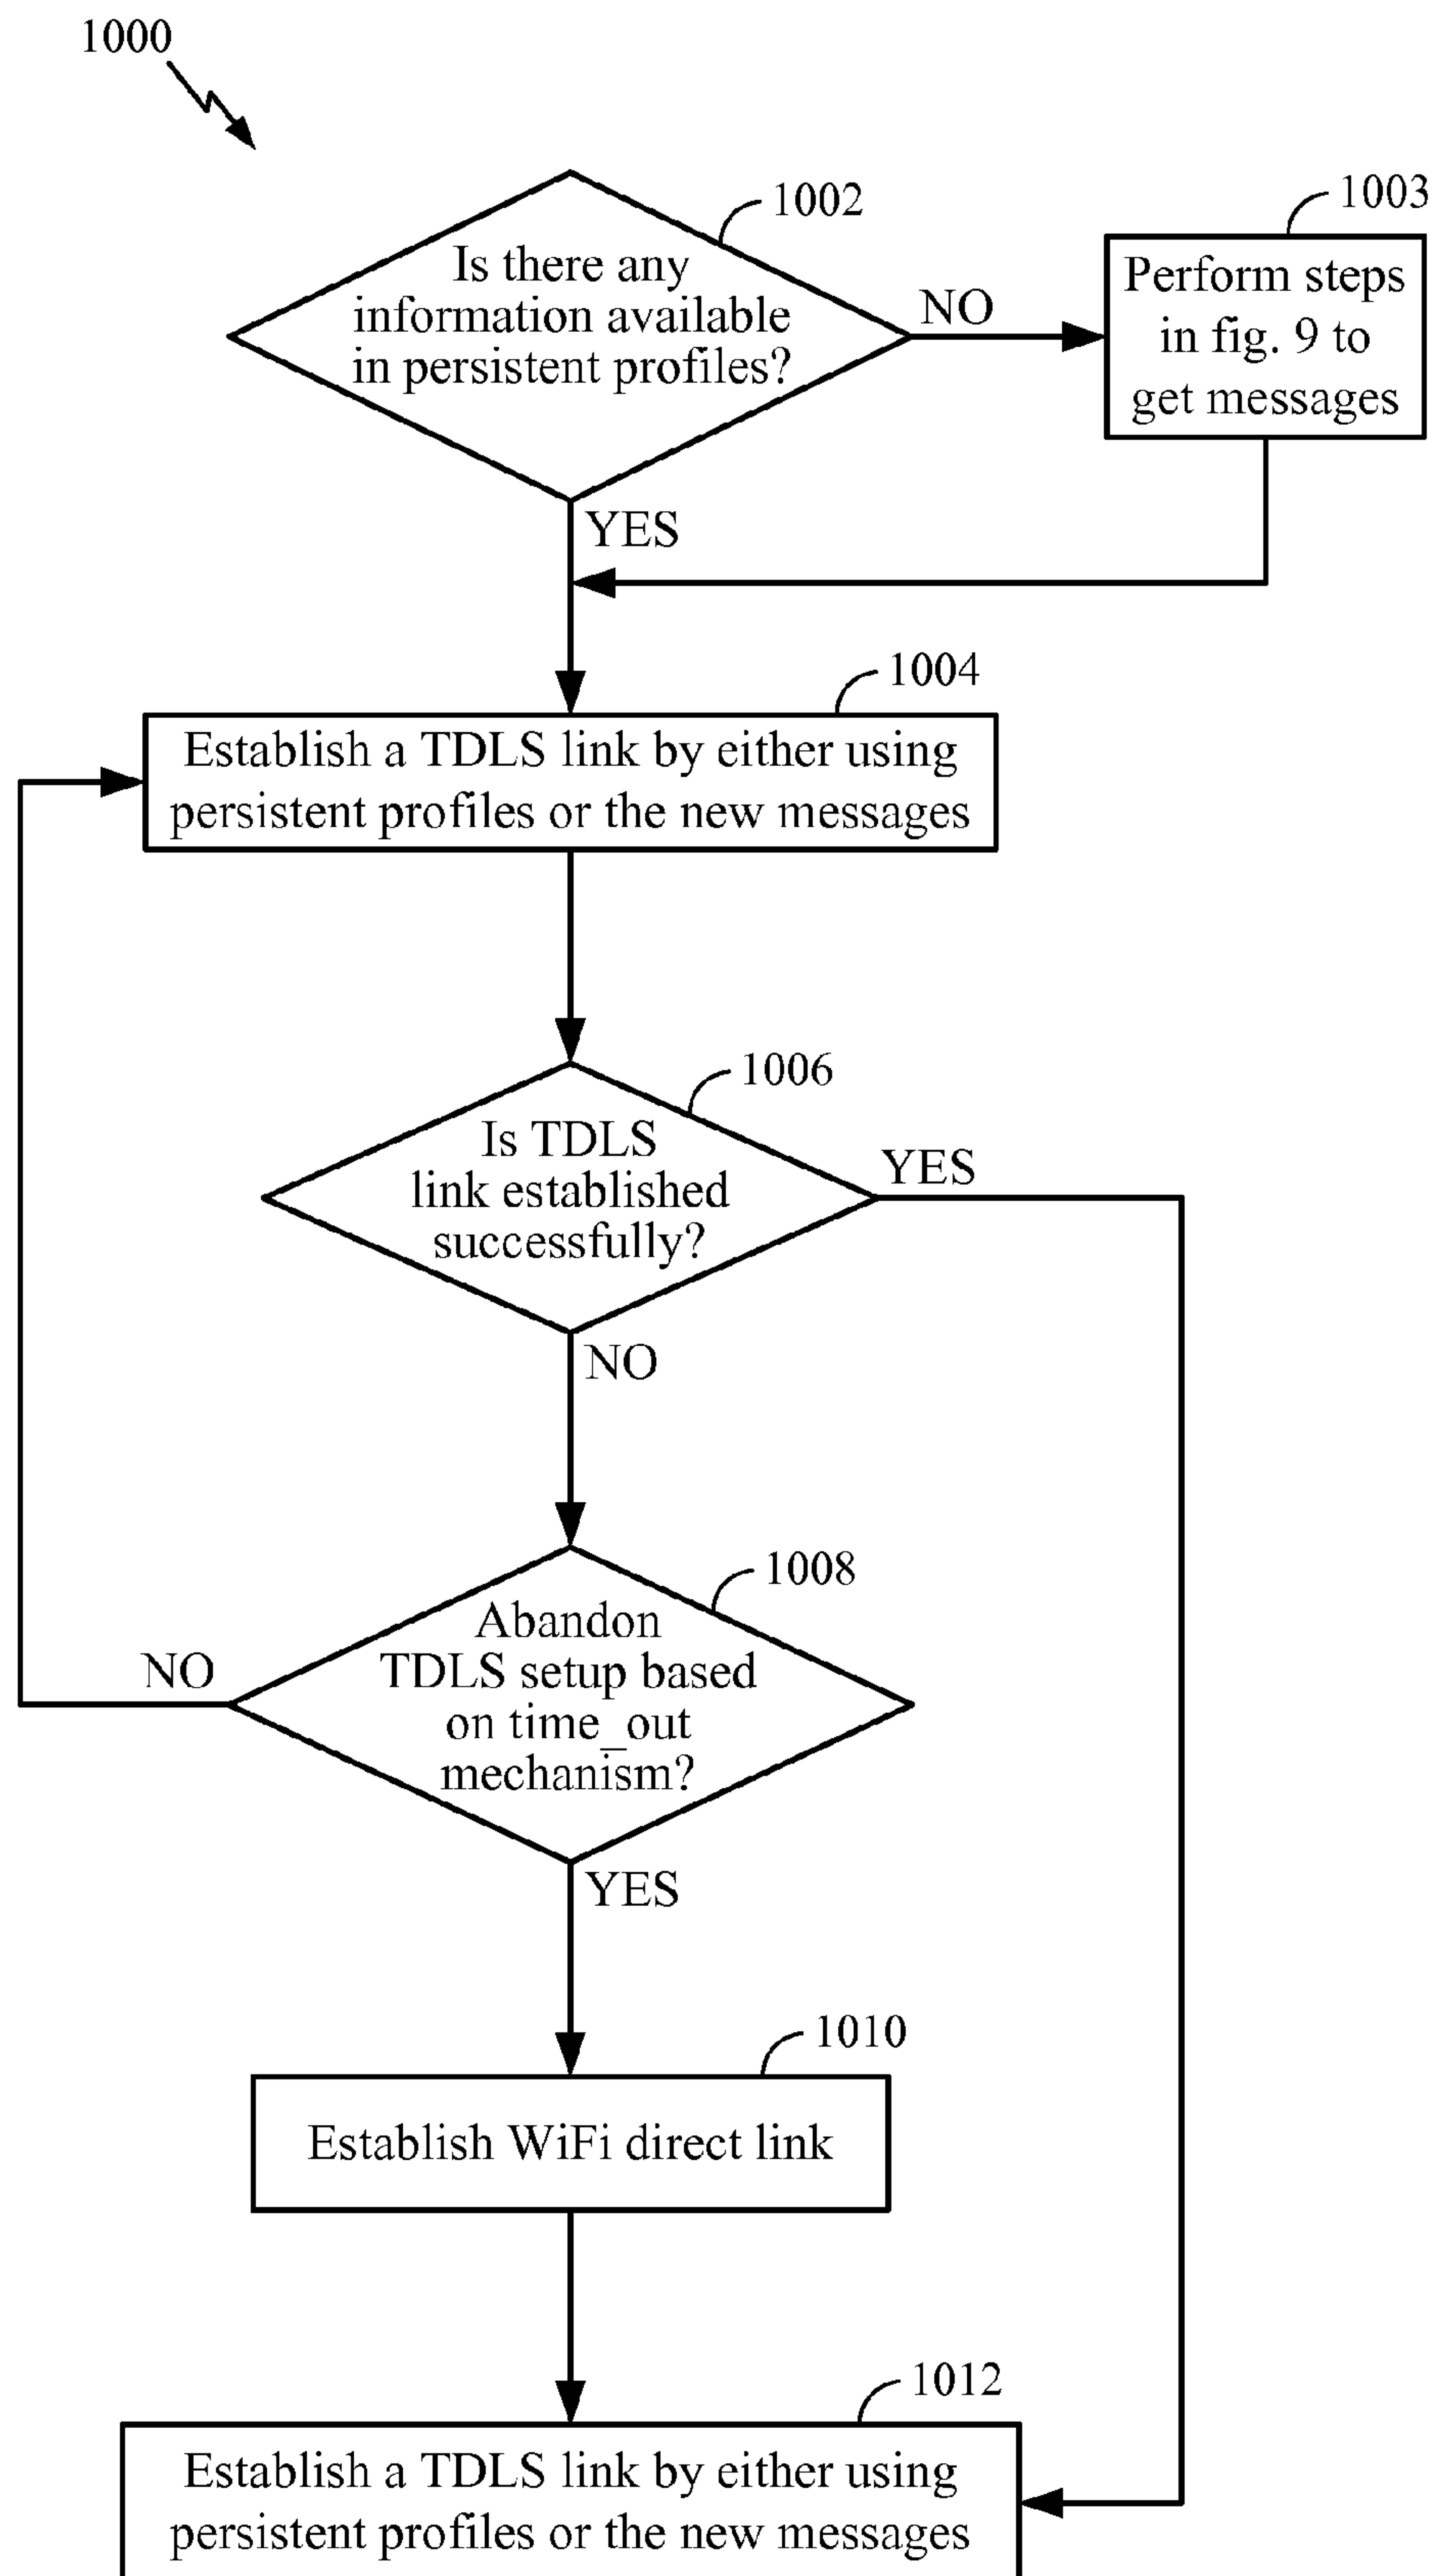 1000
1002
Is there any
information available
in persistent profiles?
NO
1003
Perform steps
in fig. 9 to
get messages
YES
1004
Establish a TDLS link by either using
persistent profiles or the new messages
1006
Is TDLS
link established
successfully?
YES
NO
1008
Abandon
TDLS setup based
on time_out
mechanism?
NO
YES
1010
Establish WiFi direct link
1012
Establish a TDLS link by either using
persistent profiles or the new messages